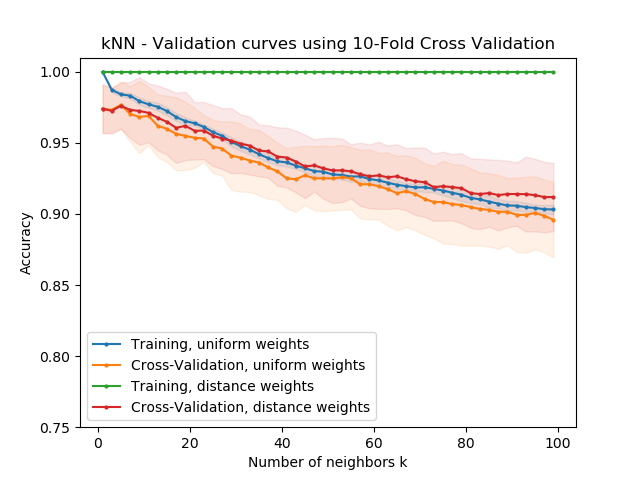 kNN - Validation curves using 10-Fold Cross Validation
1.00
0.95
0.90
0.85
0.80
0.75
Accuracy
Training, uniform weights
Cross-Validation, uniform weights
Training, distance weights
Cross-Validation, distance weights
0
20
40
60
80
100
Number of neighbors k